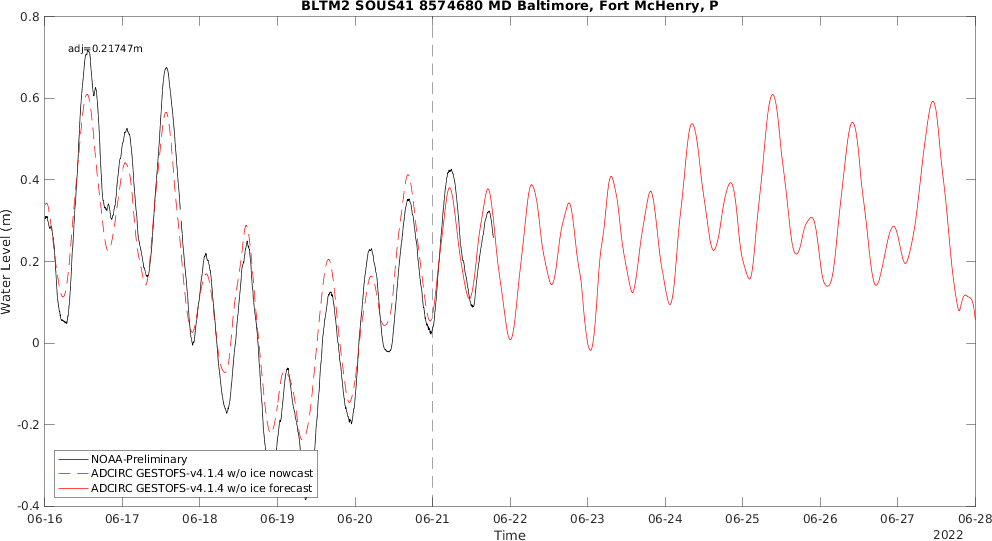 BLTM2 SOUS41 8574680 MD Baltimore, Fort McHenry, P
adj=0.21747m
0.8
0.6
0.4
0.2
0
-0.2
-0.4
Water Level (m)
NOAA-Preliminary
ADCIRC GESTOFS-v4.1.4 w/o ice nowcast
ADCIRC GESTOFS-v4.1.4 w/o ice forecast
06-16 06-17 06-18 06-19 06-20 06-21 06-22 06-23 06-24 06-25 06-26 06-27 06-28
Time
2022